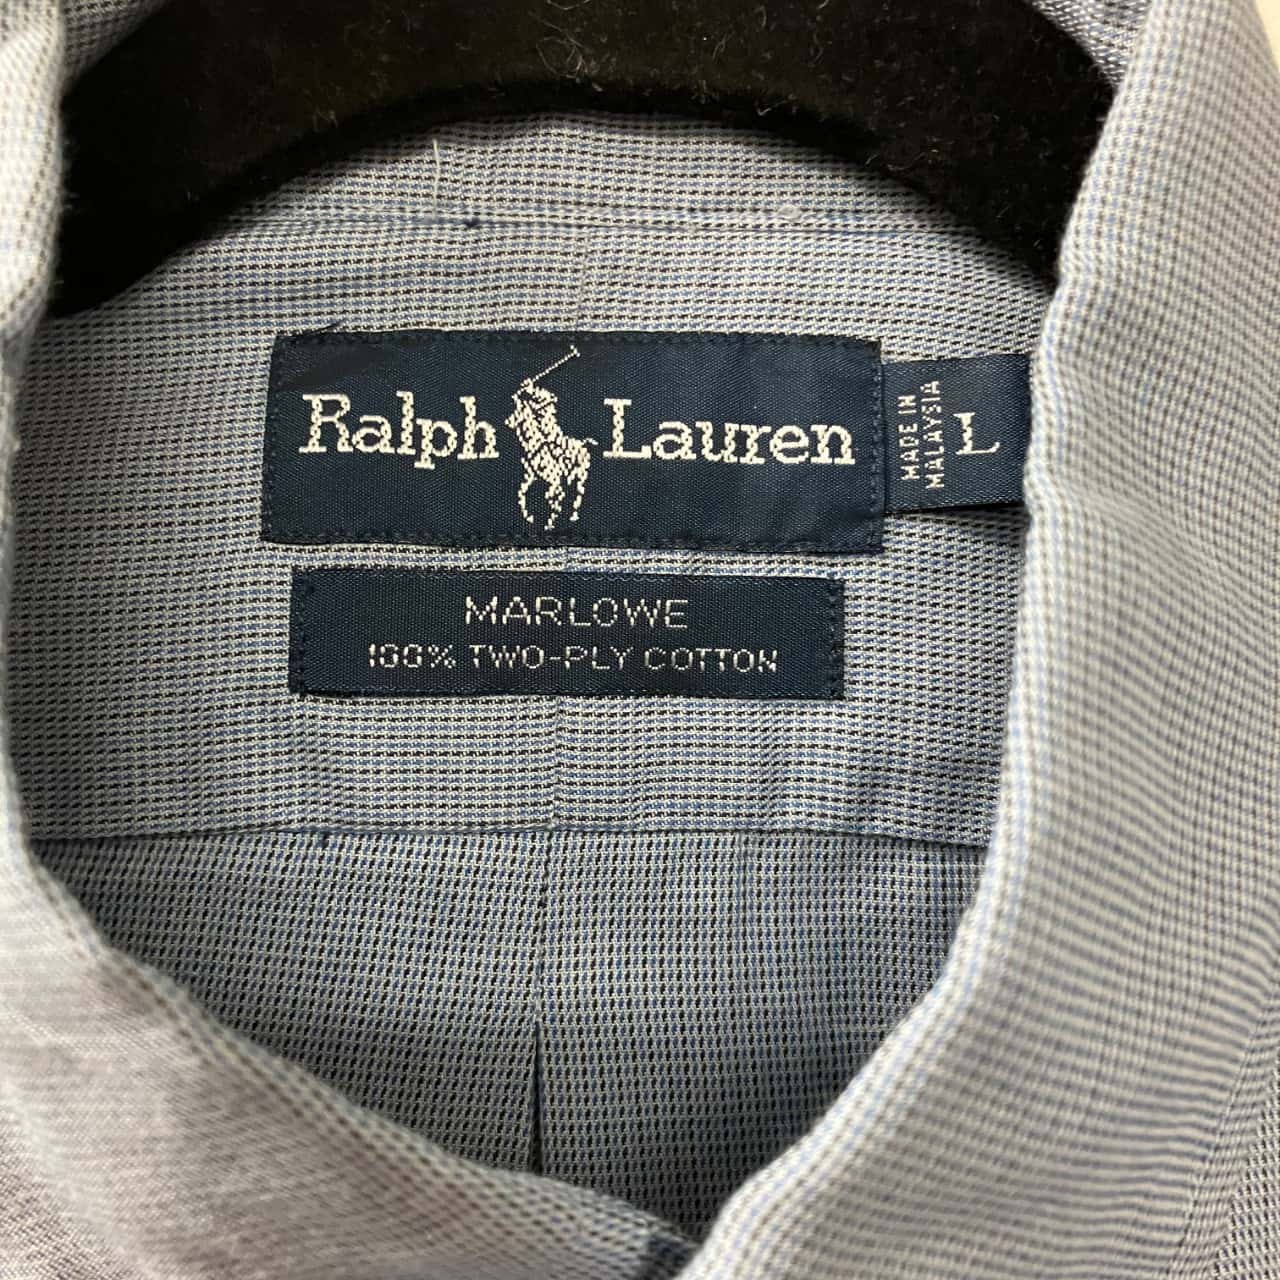 Ralph Lauren
MADE IN
MALAYSIA
L
MARLOWE
100% TWO-PLY COTTON